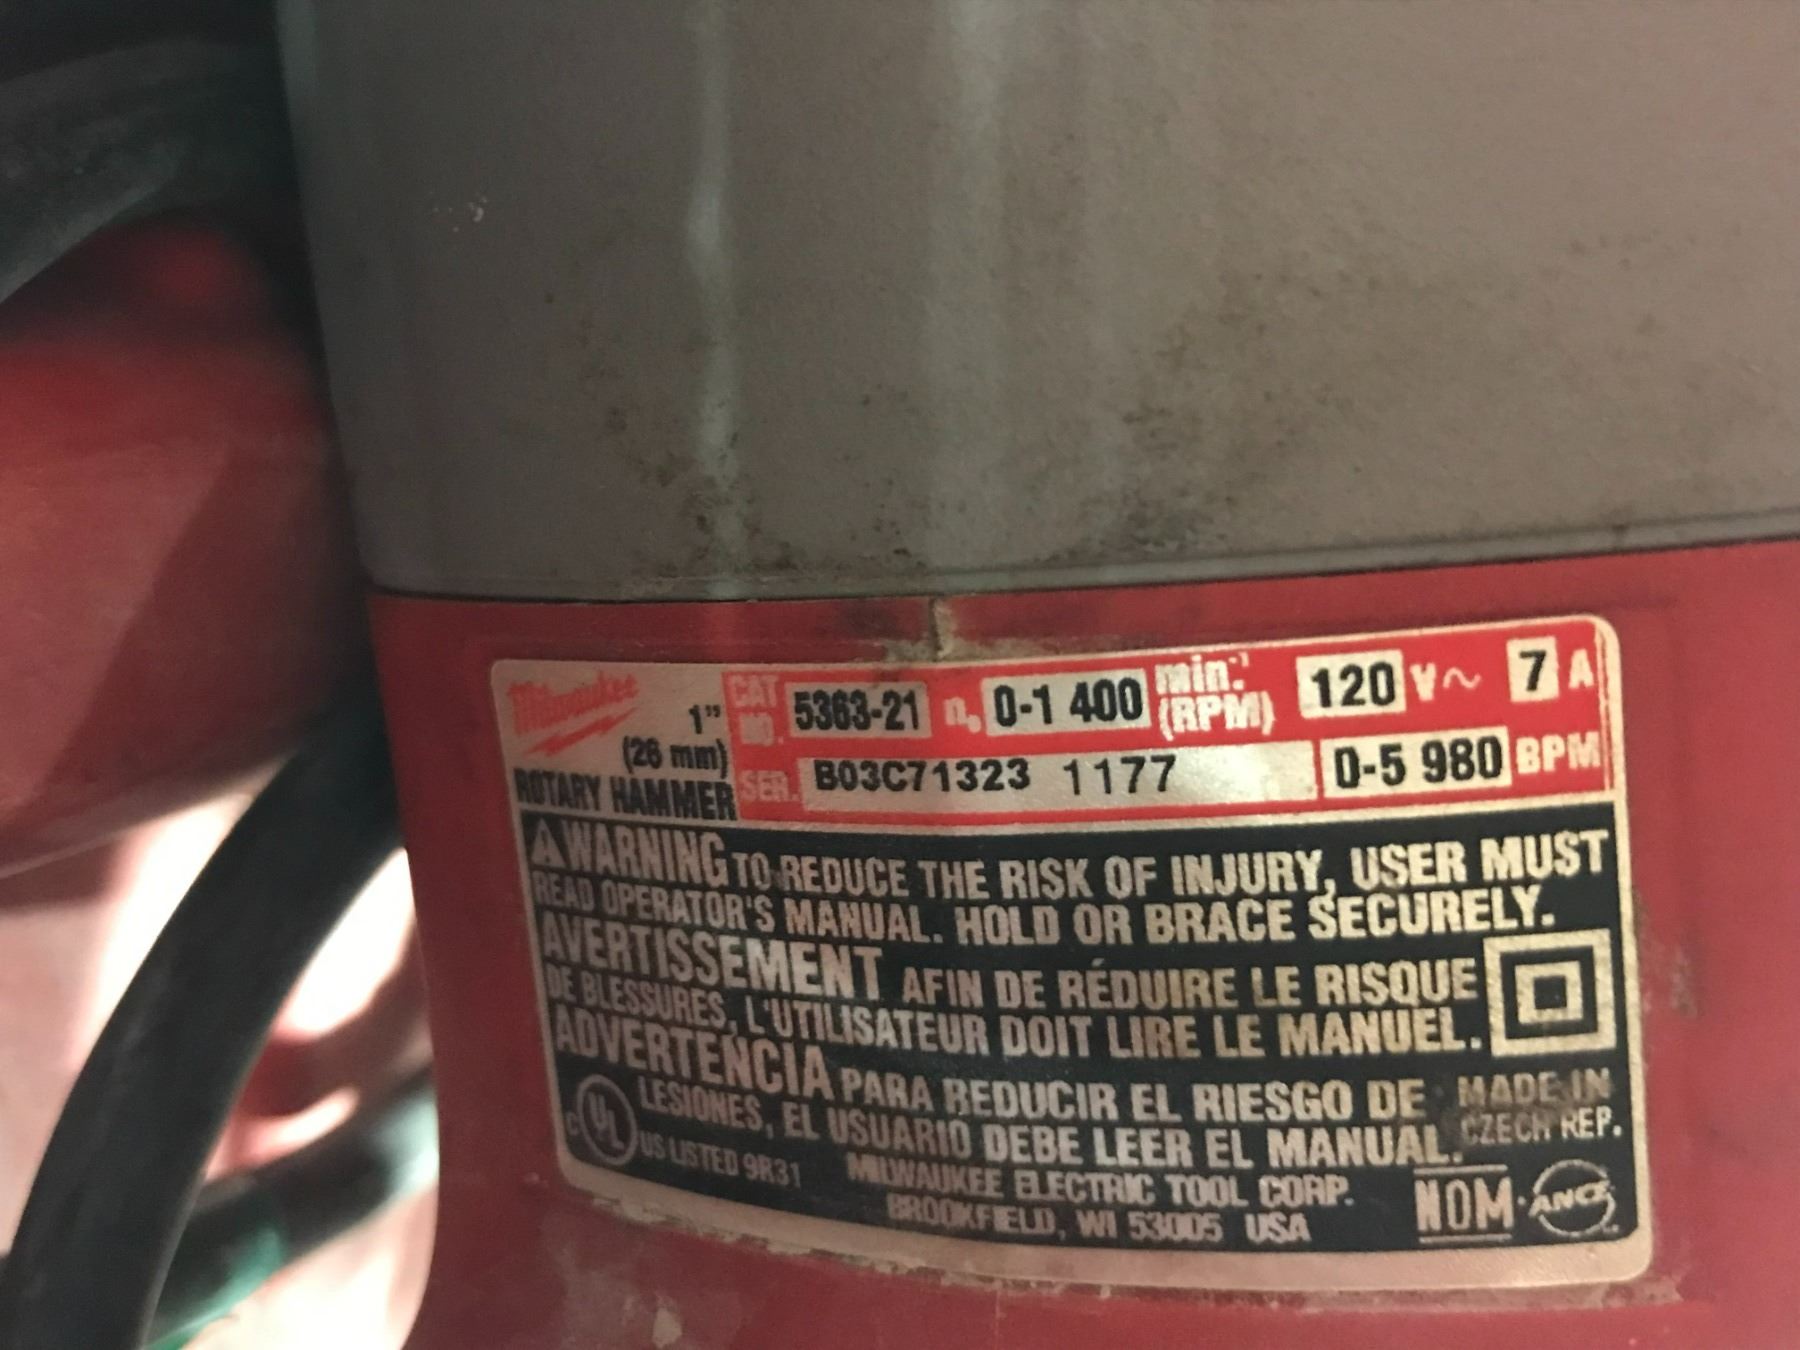 Milwaukee
1"
(26 mm)
ROTARY HAMMER
CAT. NO. 5363-21 n₀ 0-1 400 min.⁻¹ (RPM) 120 V~ 7 A
SER. B03C71323 1177 0-5 980 BPM
⚠WARNING TO REDUCE THE RISK OF INJURY, USER MUST
READ OPERATOR'S MANUAL. HOLD OR BRACE SECURELY.
AVERTISSEMENT AFIN DE RÉDUIRE LE RISQUE
DE BLESSURES, L'UTILISATEUR DOIT LIRE LE MANUEL.
ADVERTENCIA PARA REDUCIR EL RIESGO DE
LESIONES, EL USUARIO DEBE LEER EL MANUAL.
MADE IN
CZECH REP.
C UL US LISTED 9R31
MILWAUKEE ELECTRIC TOOL CORP.
BROOKFIELD, WI 53005 USA
NOM ANCE